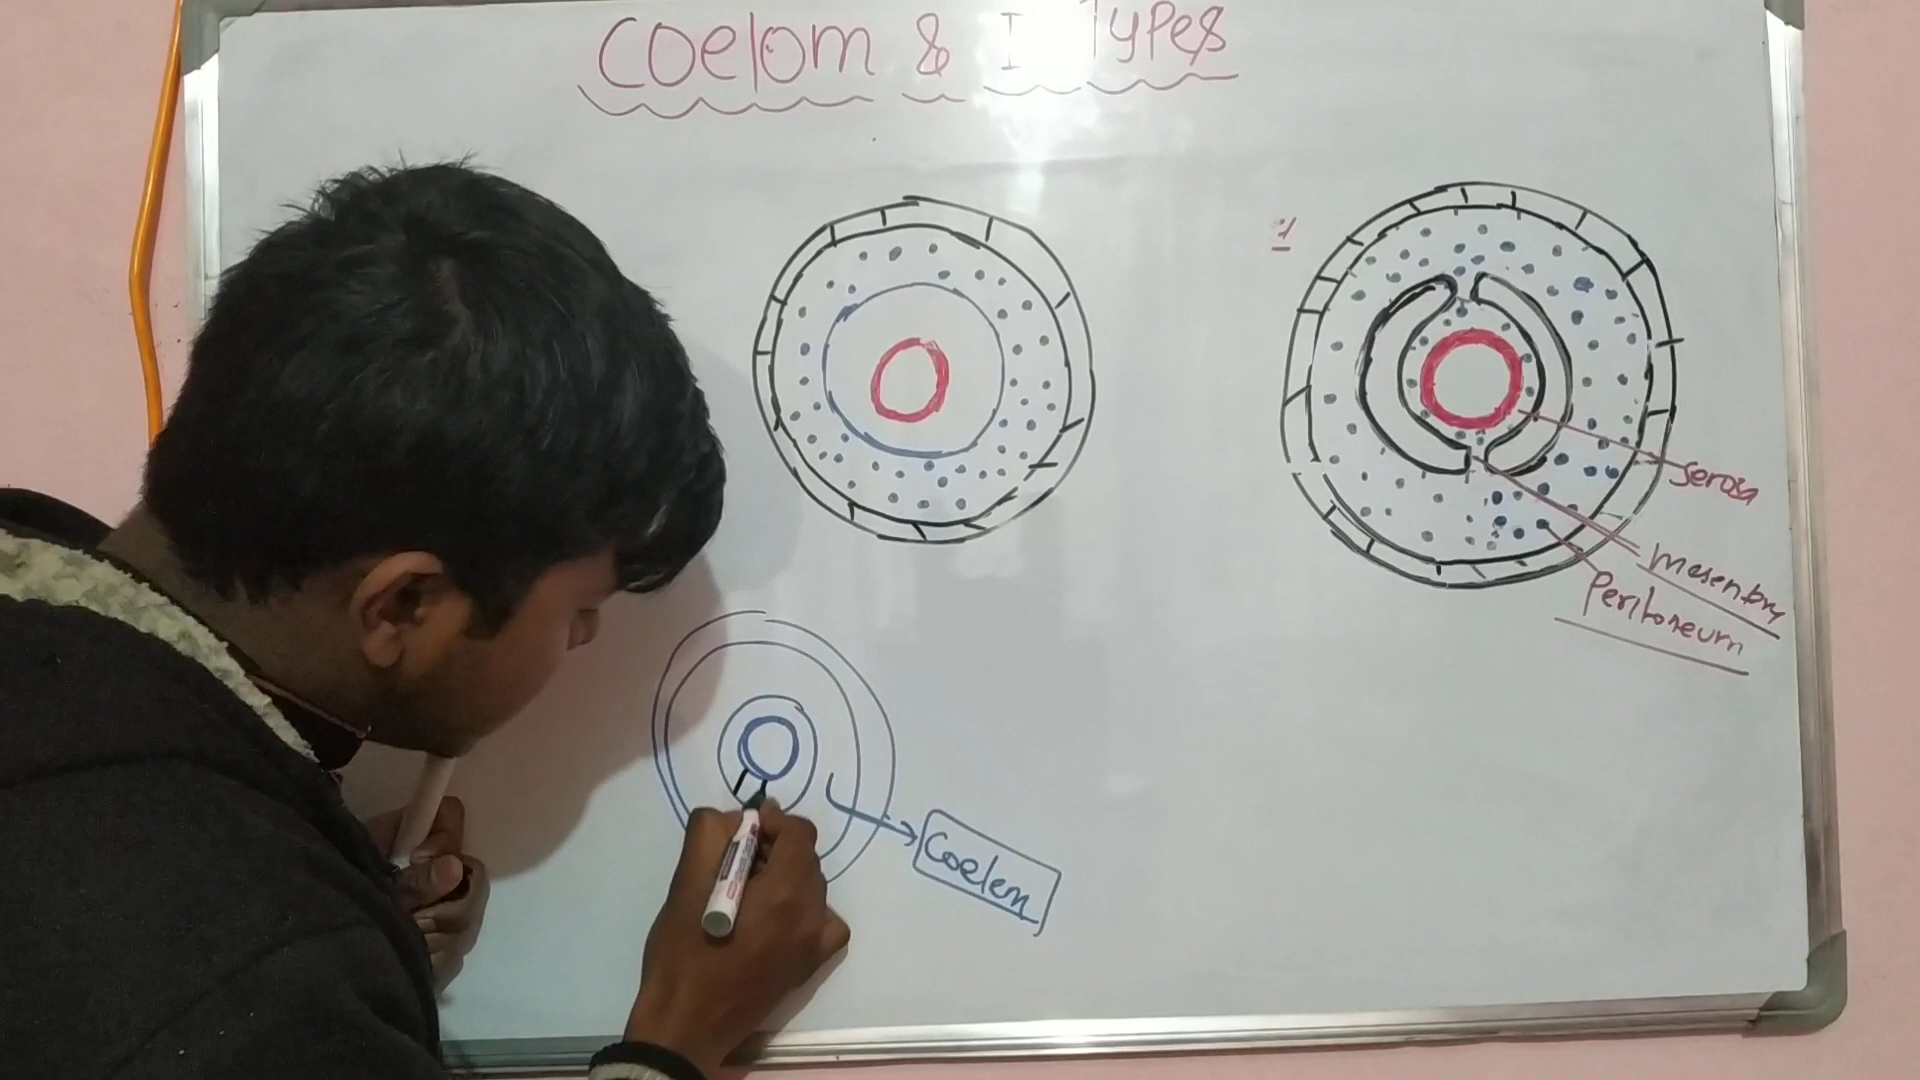 Coelom & I Types
Serosa
mesentry
Peritoneum
Coelem